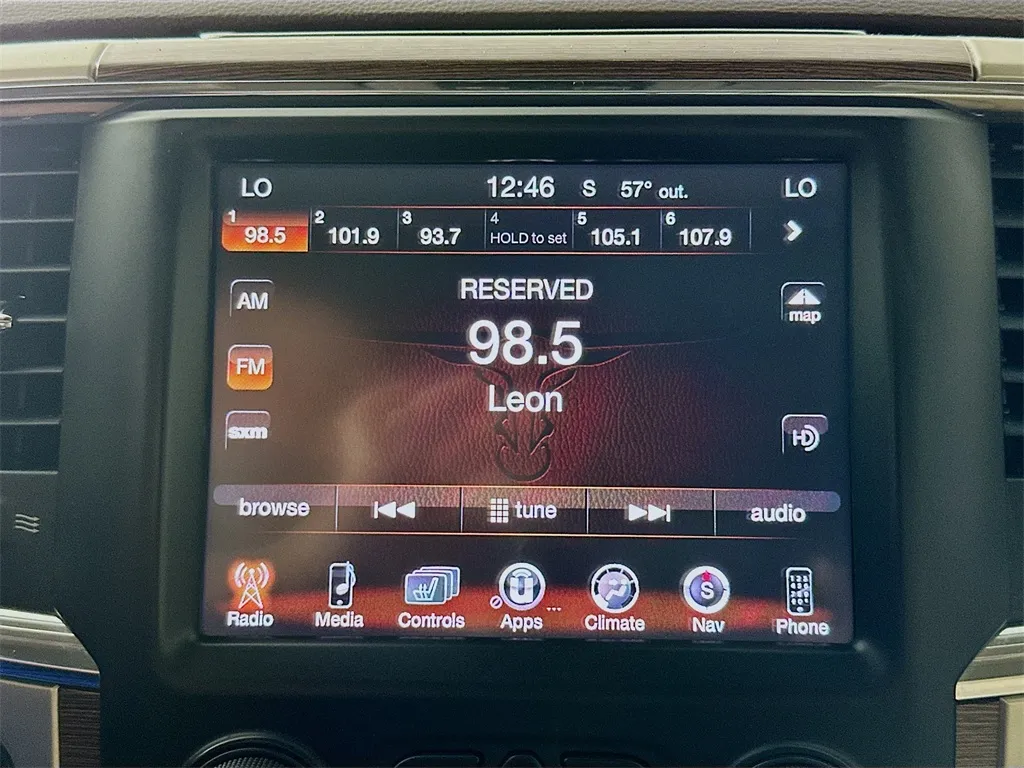 LO 12:46 S 57° out. LO
1 98.5 2 101.9 3 93.7 4 HOLD to set 5 105.1 6 107.9
RESERVED
AM
map
98.5
FM
Leon
sxm
HD
browse tune audio
Radio Media Controls Apps ... Climate S Nav Phone